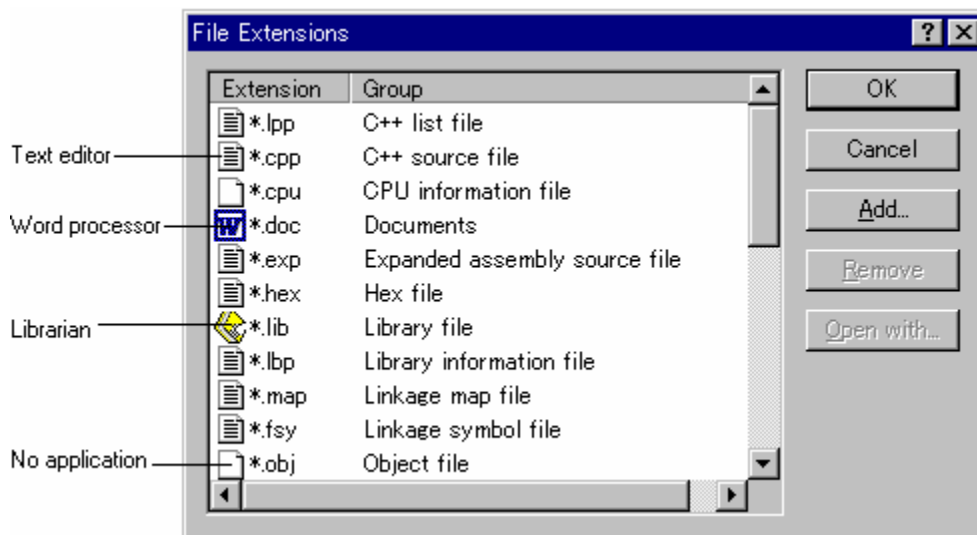 File Extensions
Extension Group
*.lpp C++ list file
Text editor *.cpp C++ source file
*.cpu CPU information file
Word processor *.doc Documents
*.exp Expanded assembly source file
*.hex Hex file
Librarian *.lib Library file
*.lbp Library information file
*.map Linkage map file
*.fsy Linkage symbol file
No application *.obj Object file
OK
Cancel
Add...
Remove
Open with...